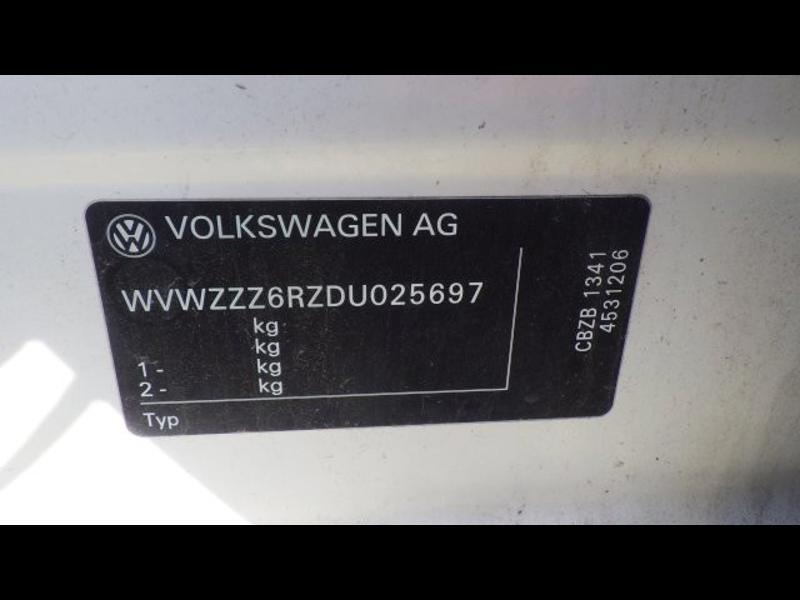 VOLKSWAGEN AG
WVWZZZ6RZDU025697
kg
kg
1 - kg
2 - kg
Typ
CBZB 1341
4531206